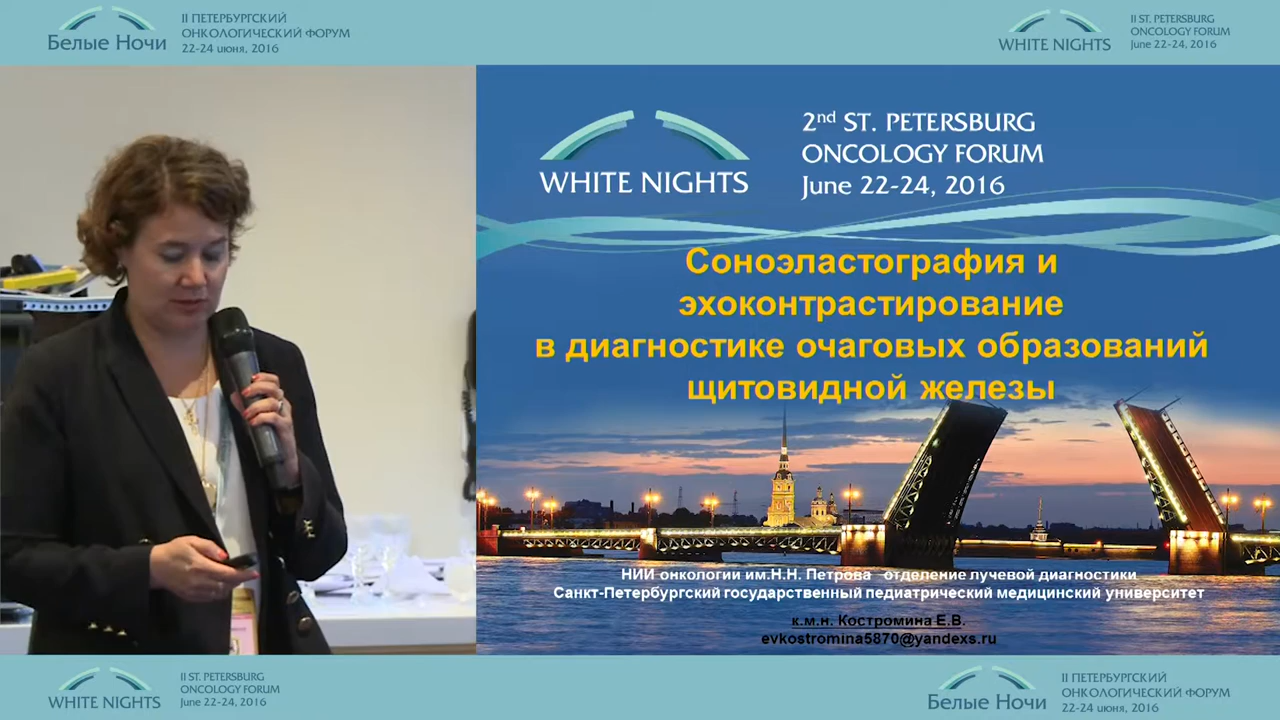 Белые Ночи
II ПЕТЕРБУРГСКИЙ
ОНКОЛОГИЧЕСКИЙ ФОРУМ
22-24 июня, 2016
WHITE NIGHTS
II ST. PETERSBURG
ONCOLOGY FORUM
June 22-24, 2016
WHITE NIGHTS
2nd ST. PETERSBURG
ONCOLOGY FORUM
June 22-24, 2016
Соноэластография и
эхоконтрастирование
в диагностике очаговых образований
щитовидной железы
НИИ онкологии им.Н.Н. Петрова отделение лучевой диагностики
Санкт-Петербургский государственный педиатрический медицинский университет
к.м.н. Костромина Е.В.
evkostromina5870@yandexs.ru
WHITE NIGHTS
II ST. PETERSBURG
ONCOLOGY FORUM
June 22-24, 2016
Белые Ночи
II ПЕТЕРБУРГСКИЙ
ОНКОЛОГИЧЕСКИЙ ФОРУМ
22-24 июня, 2016